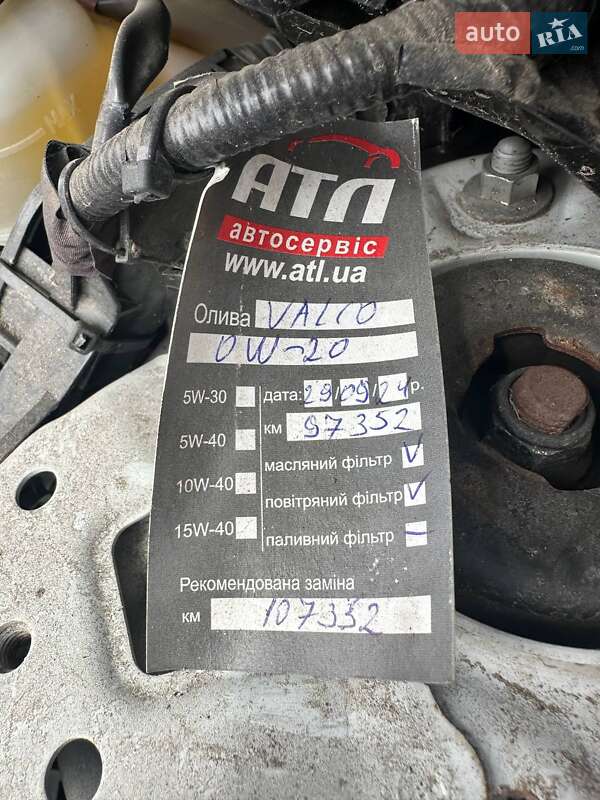 auto RIA .com
АТЛ
автосервіс
www.atl.ua
Олива VALCO
0W-20
5W-30
дата: 29/09/24 р.
5W-40
км 97352
масляний фільтр V
10W-40
повітряний фільтр V
15W-40
паливний фільтр –
Рекомендована заміна
км 107352